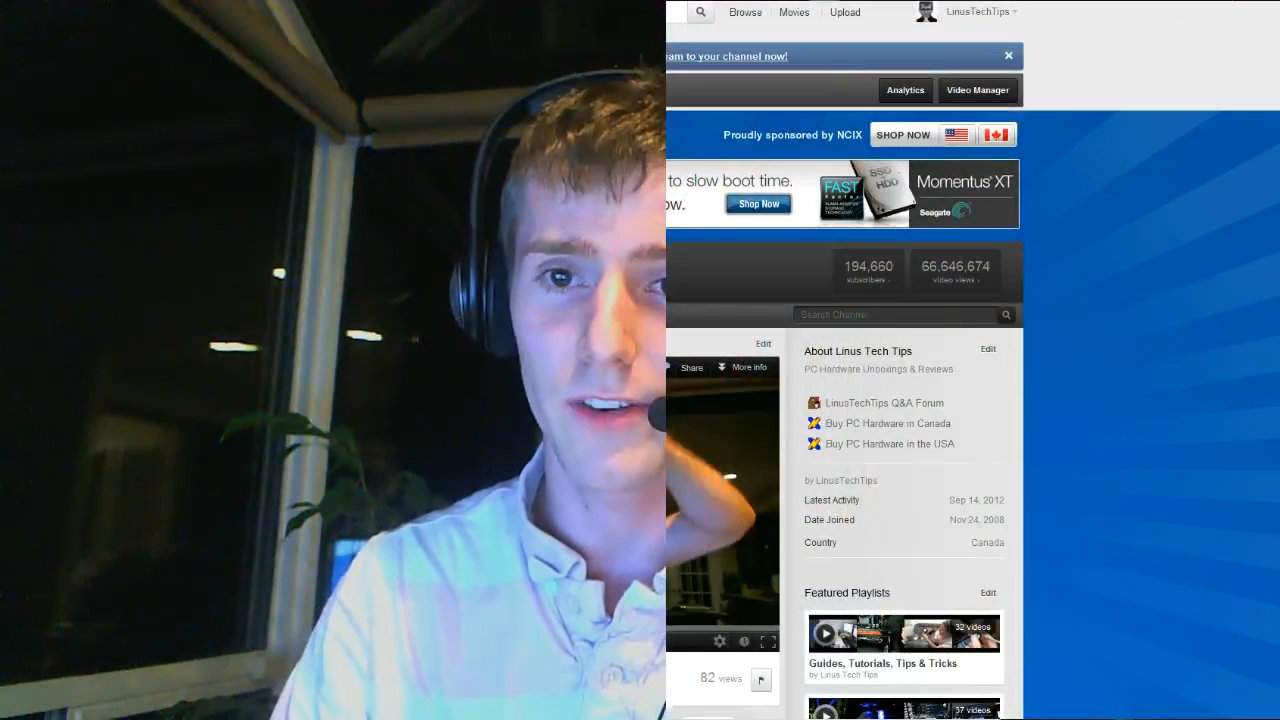 Browse
Movies
Upload
LinusTechTips
eam to your channel now!
Analytics
Video Manager
Proudly sponsored by NCIX
SHOP NOW
to slow boot time.
ow.
Shop Now
FAST
Factor
SSD
HDD
Momentus XT
Seagate
194,660
subscribers
66,646,674
video views
Search Channel
Edit
Share
More info
About Linus Tech Tips
Edit
PC Hardware Unboxings & Reviews
LinusTechTips Q&A Forum
Buy PC Hardware in Canada
Buy PC Hardware in the USA
by LinusTechTips
Latest Activity Sep 14, 2012
Date Joined Nov 24, 2008
Country Canada
Featured Playlists
Edit
32 videos
Guides, Tutorials, Tips & Tricks
by Linus Tech Tips
82 views
37 videos